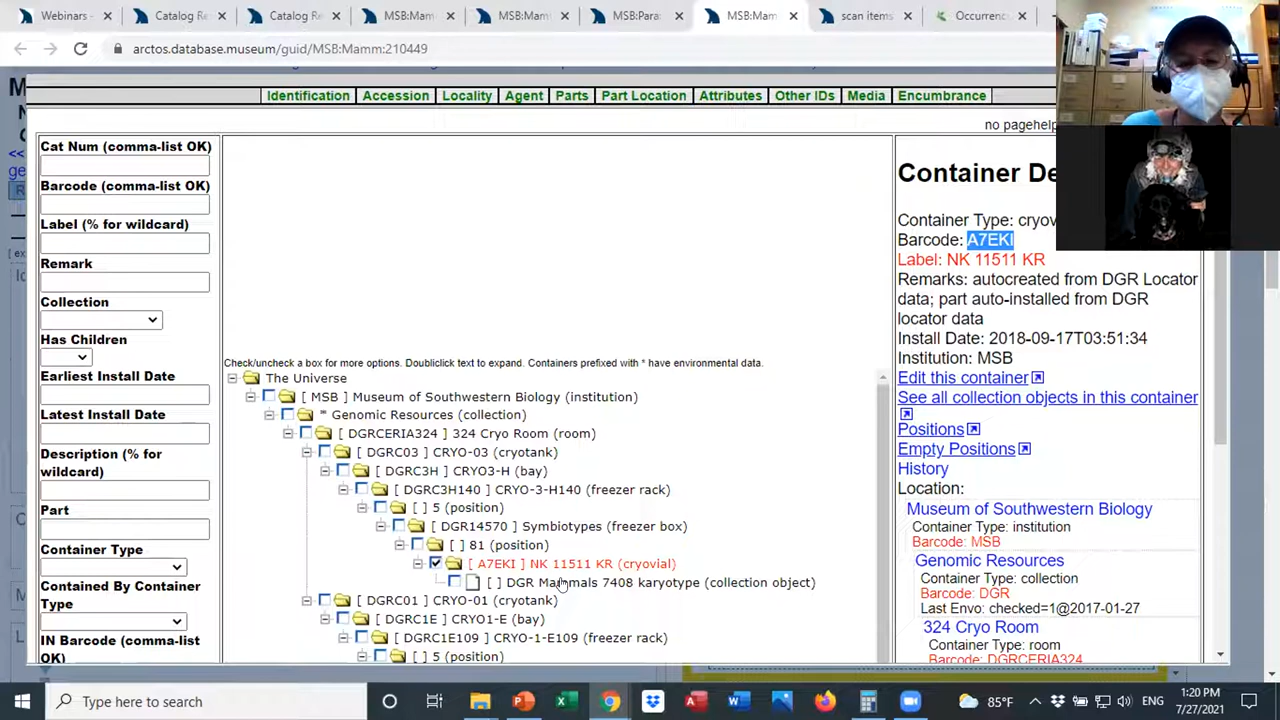 Webinars -
Catalog Re
Catalog Re
MSB:Mam
MSB:Mam
MSB:Para
MSB:Mam
scan items
Occurrenc
arctos.database.museum/guid/MSB:Mamm:210449
Identification Accession Locality Agent Parts Part Location Attributes Other IDs Media Encumbrance
no pagehelp
Cat Num (comma-list OK)
Barcode (comma-list OK)
Label (% for wildcard)
Remark
Collection
Has Children
Earliest Install Date
Latest Install Date
Description (% for
wildcard)
Part
Container Type
Contained By Container
Type
IN Barcode (comma-list
OK)
Check/uncheck a box for more options. Doubliclick text to expand. Containers prefixed with * have environmental data.
The Universe
[ MSB ] Museum of Southwestern Biology (institution)
* Genomic Resources (collection)
[ DGRCERIA324 ] 324 Cryo Room (room)
[ DGRC03 ] CRYO-03 (cryotank)
[ DGRC3H ] CRYO3-H (bay)
[ DGRC3H140 ] CRYO-3-H140 (freezer rack)
[ ] 5 (position)
[ DGR14570 ] Symbiotypes (freezer box)
[ ] 81 (position)
[ A7EKI ] NK 11511 KR (cryovial)
[ ] DGR Mammals 7408 karyotype (collection object)
[ DGRC01 ] CRYO-01 (cryotank)
[ DGRC1E ] CRYO1-E (bay)
[ DGRC1E109 ] CRYO-1-E109 (freezer rack)
[ ] 5 (position)
Container De
Container Type: cryov
Barcode: A7EKI
Label: NK 11511 KR
Remarks: autocreated from DGR Locator
data; part auto-installed from DGR
locator data
Install Date: 2018-09-17T03:51:34
Institution: MSB
Edit this container
See all collection objects in this container
Positions
Empty Positions
History
Location:
Museum of Southwestern Biology
Container Type: institution
Barcode: MSB
Genomic Resources
Container Type: collection
Barcode: DGR
Last Envo: checked=1@2017-01-27
324 Cryo Room
Container Type: room
Barcode: DGRCERIA324
Type here to search
85°F
ENG
1:20 PM
7/27/2021